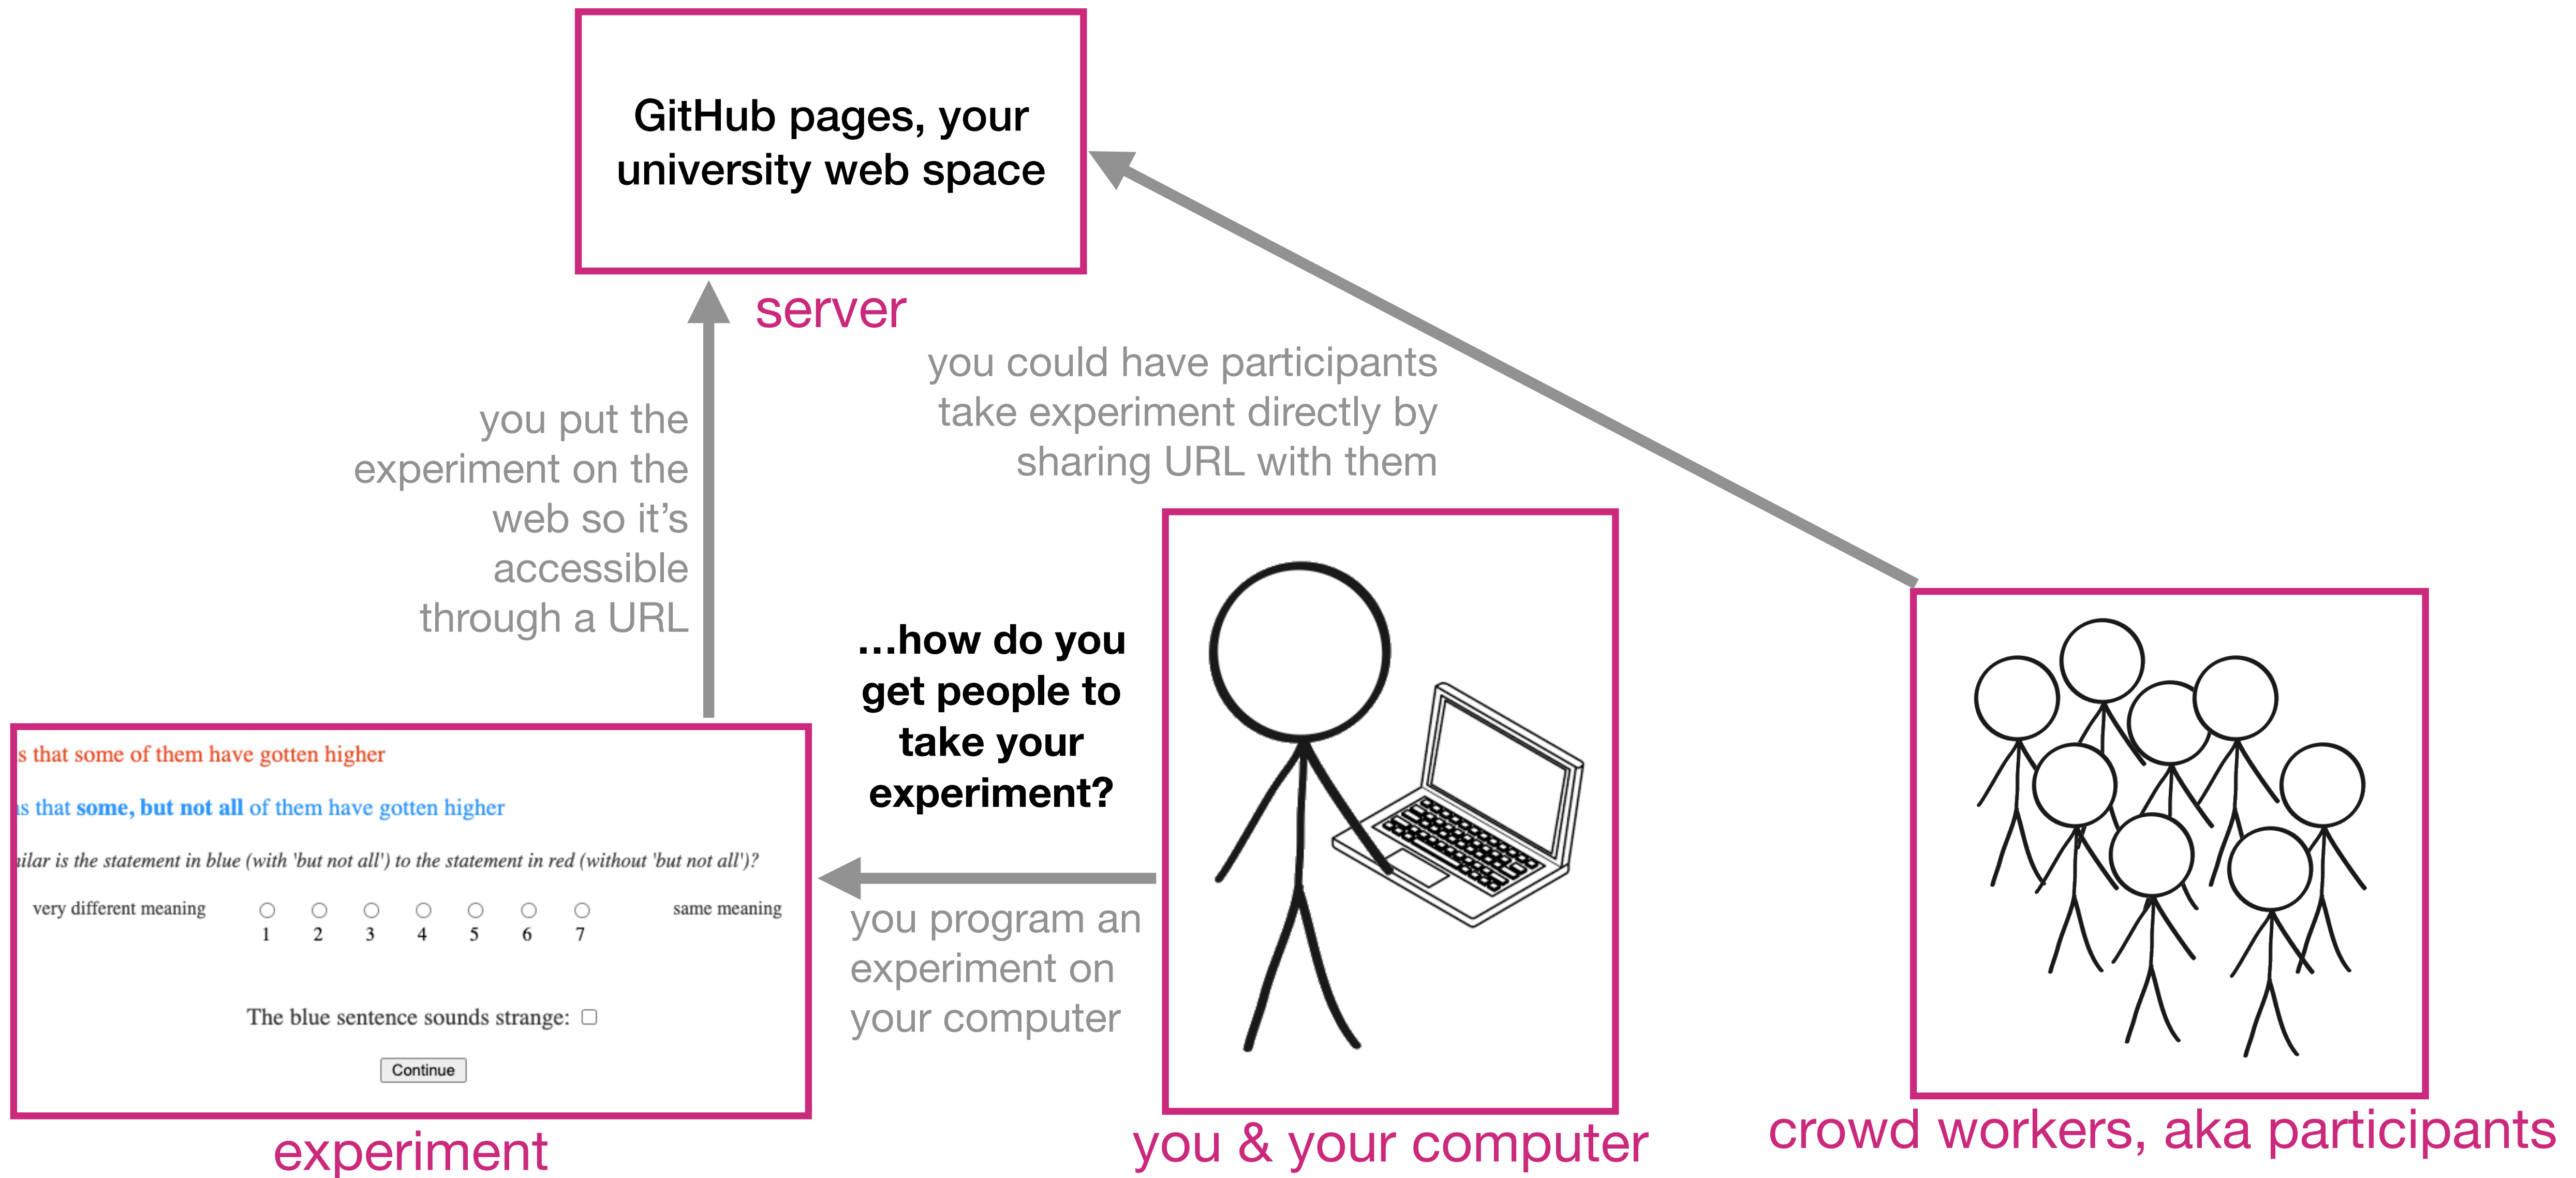 GitHub pages, your
university web space
server
you could have participants
take experiment directly by
sharing URL with them
you put the
experiment on the
web so it’s
accessible
through a URL
...how do you
get people to
take your
experiment?
s that some of them have gotten higher
s that some, but not all of them have gotten higher
ilar is the statement in blue (with 'but not all') to the statement in red (without 'but not all')?
very different meaning
same meaning
1 2 3 4 5 6 7
The blue sentence sounds strange:
Continue
experiment
you program an
experiment on
your computer
you & your computer
crowd workers, aka participants